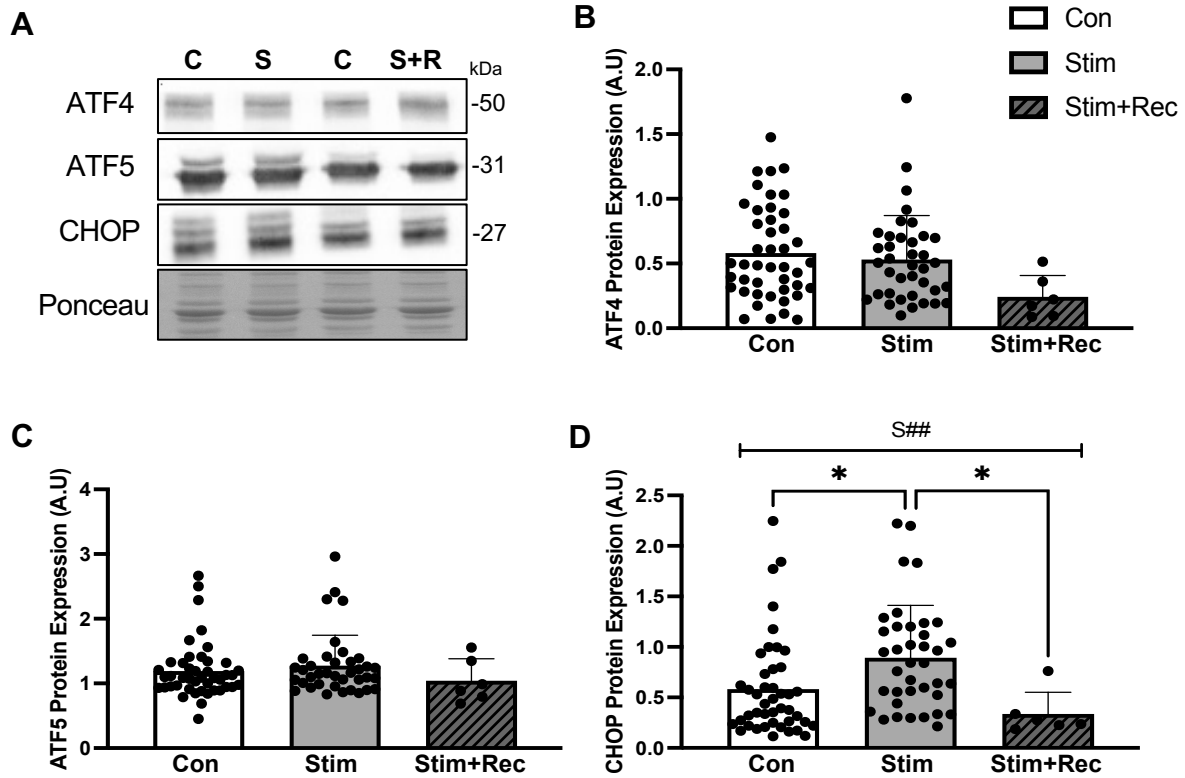 A
C S C S+R
kDa
ATF4 -50
ATF5 -31
CHOP -27
Ponceau
B
Con
Stim
Stim+Rec
ATF4 Protein Expression (A.U)
2.0
1.5
1.0
0.5
0.0
Con Stim Stim+Rec
C
ATF5 Protein Expression (A.U)
4
3
2
1
0
Con Stim Stim+Rec
D
S##
* *
CHOP Protein Expression (A.U)
2.5
2.0
1.5
1.0
0.5
0.0
Con Stim Stim+Rec